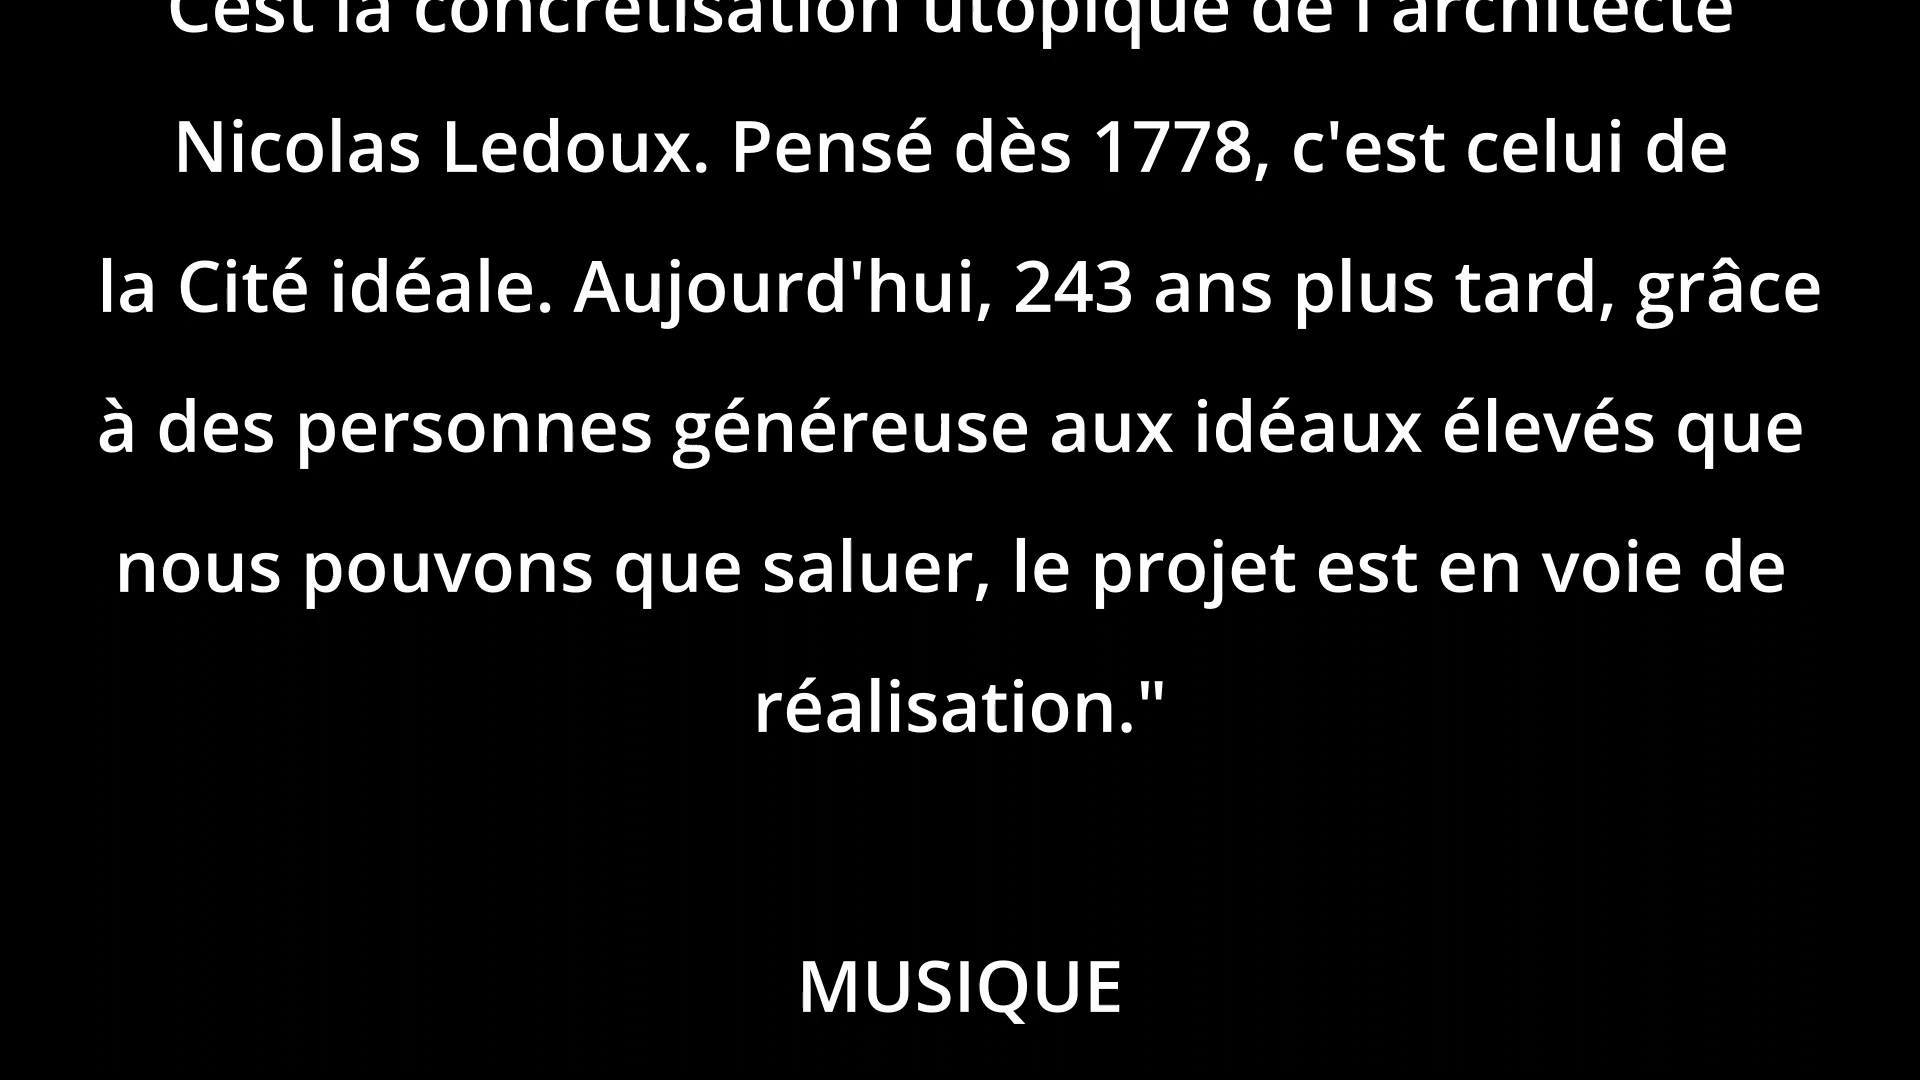 C'est la concrétisation utopique de l'architecte
Nicolas Ledoux. Pensé dès 1778, c'est celui de
la Cité idéale. Aujourd'hui, 243 ans plus tard, grâce
à des personnes généreuse aux idéaux élevés que
nous pouvons que saluer, le projet est en voie de
réalisation."
MUSIQUE